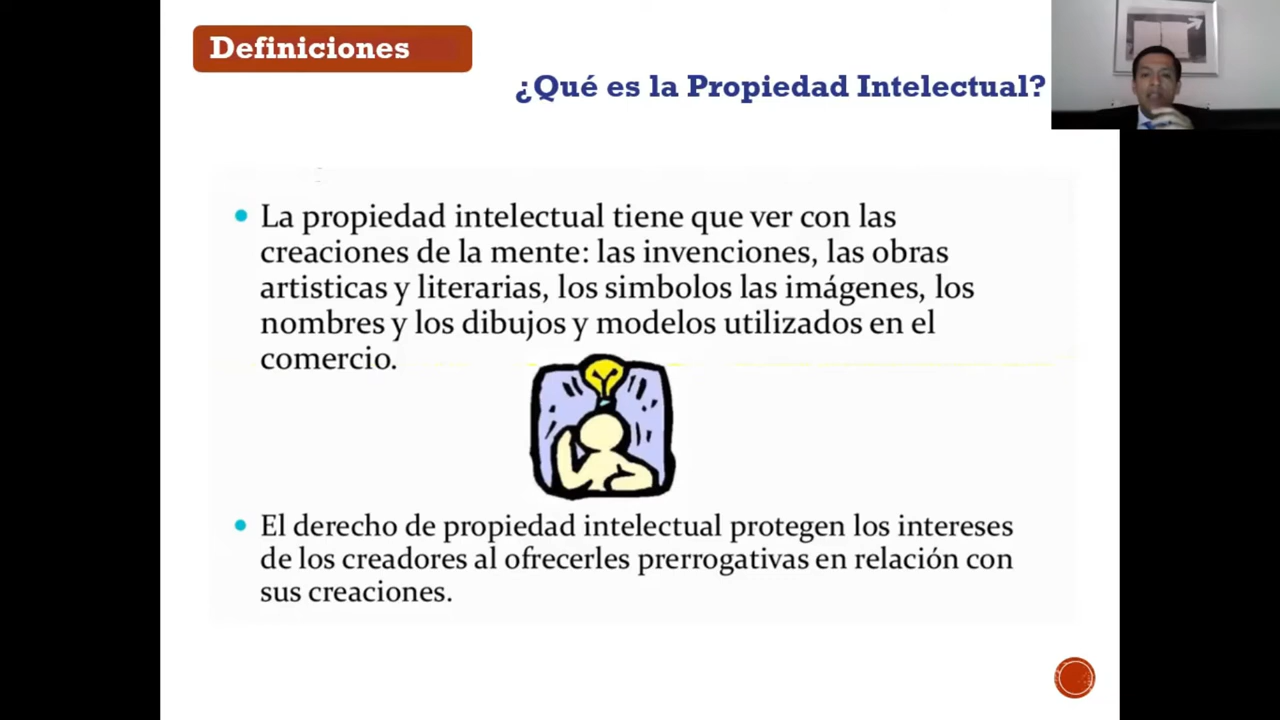 Definiciones
¿Qué es la Propiedad Intelectual?
La propiedad intelectual tiene que ver con las
creaciones de la mente: las invenciones, las obras
artisticas y literarias, los simbolos las imágenes, los
nombres y los dibujos y modelos utilizados en el
comercio.
El derecho de propiedad intelectual protegen los intereses
de los creadores al ofrecerles prerrogativas en relación con
sus creaciones.